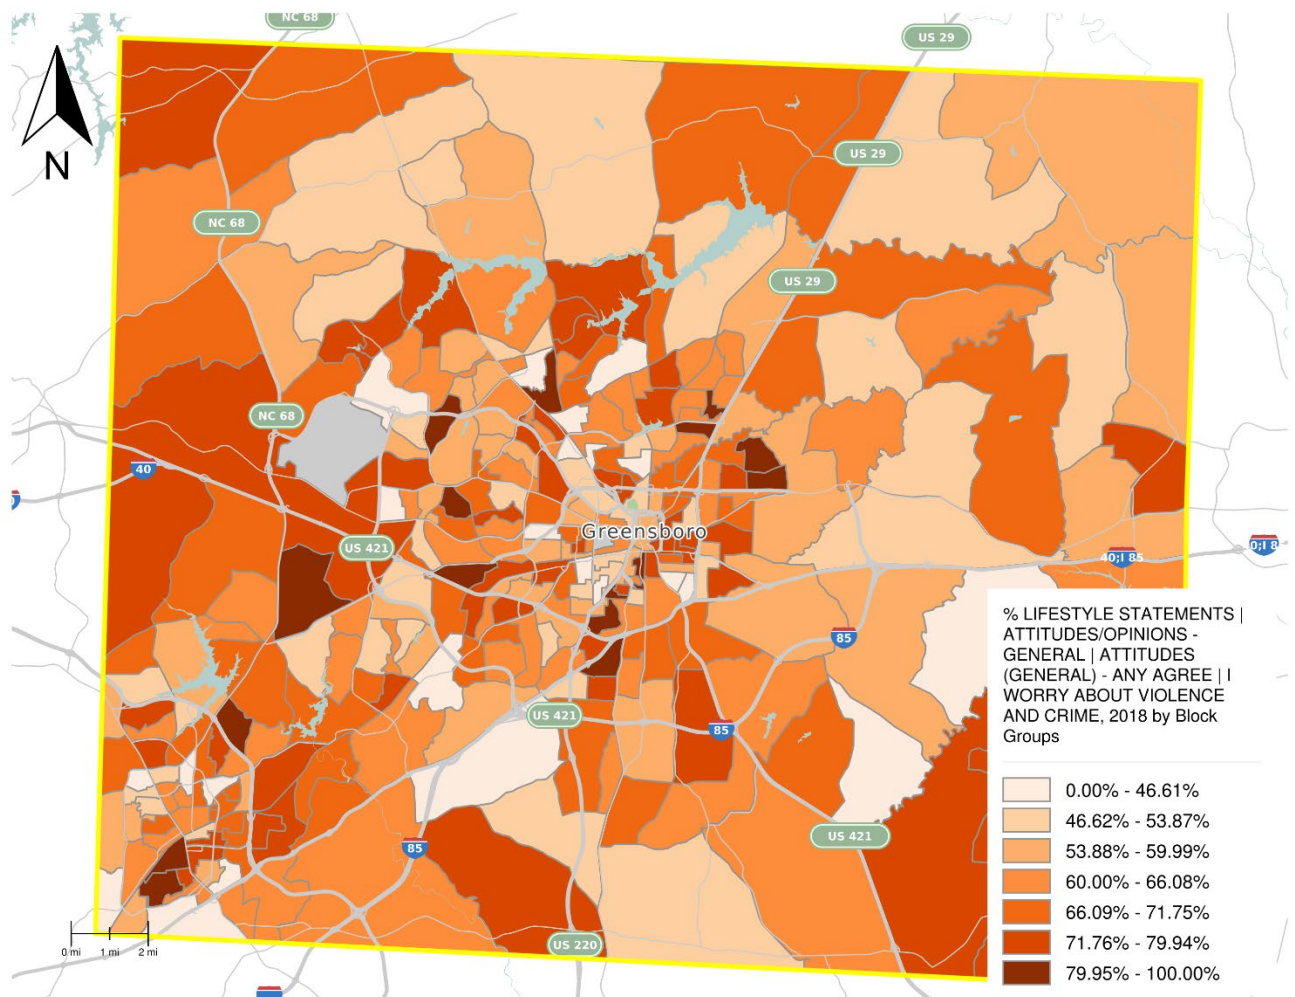 NC 68
US 29
N
US 29
NC 68
US 29
NC 68
40
Greensboro
US 421
40;I 85
0;I 8
85
US 421
85
US 421
85
US 220
0 mi 1 mi 2 mi
% LIFESTYLE STATEMENTS |
ATTITUDES/OPINIONS -
GENERAL | ATTITUDES
(GENERAL) - ANY AGREE | I
WORRY ABOUT VIOLENCE
AND CRIME, 2018 by Block
Groups
0.00% - 46.61%
46.62% - 53.87%
53.88% - 59.99%
60.00% - 66.08%
66.09% - 71.75%
71.76% - 79.94%
79.95% - 100.00%